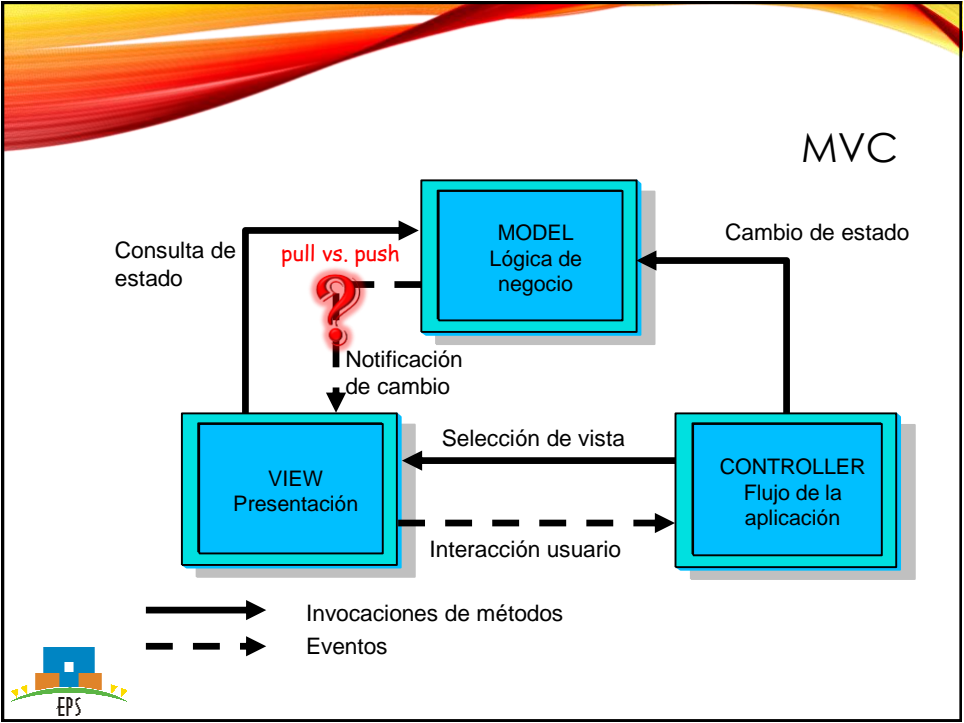 MVC
MODEL
Lógica de
negocio
Consulta de
estado
pull vs. push
Cambio de estado
Notificación
de cambio
Selección de vista
VIEW
Presentación
CONTROLLER
Flujo de la
aplicación
Interacción usuario
Invocaciones de métodos
Eventos
EPS